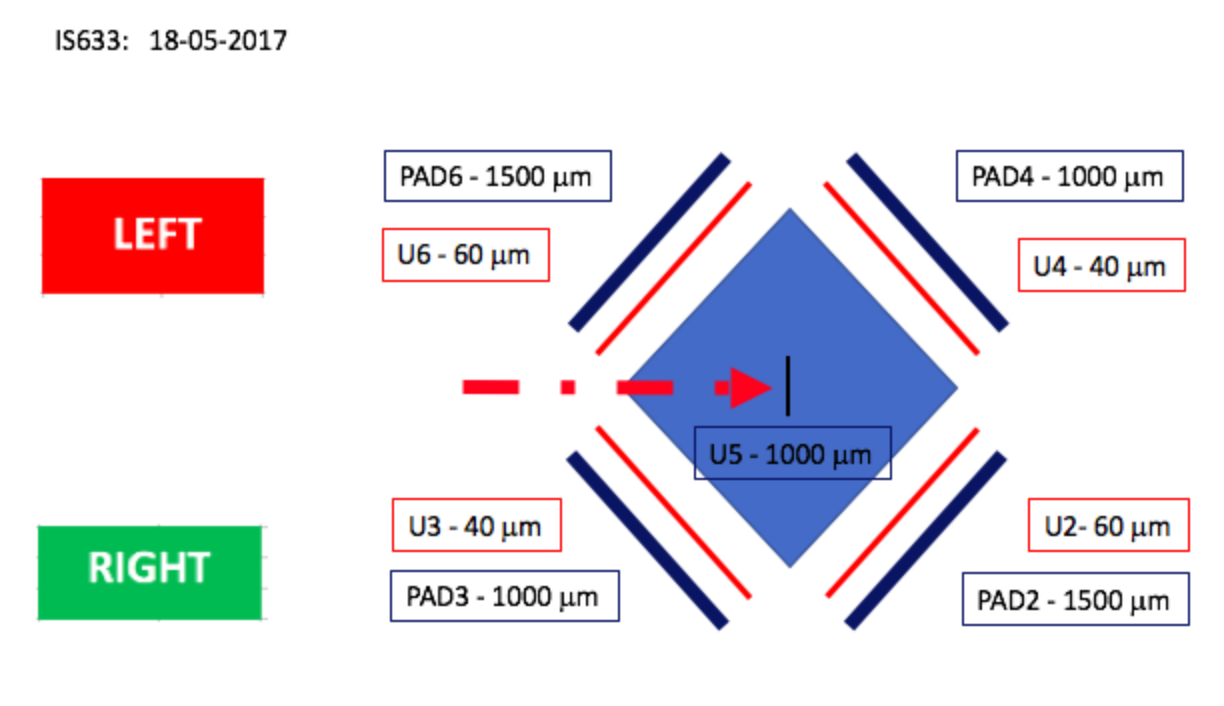 IS633: 18-05-2017
PAD6 - 1500 μm
PAD4 - 1000 μm
LEFT
U6 - 60 μm
U4 - 40 μm
U5 - 1000 μm
U3 - 40 μm
U2- 60 μm
RIGHT
PAD3 - 1000 μm
PAD2 - 1500 μm